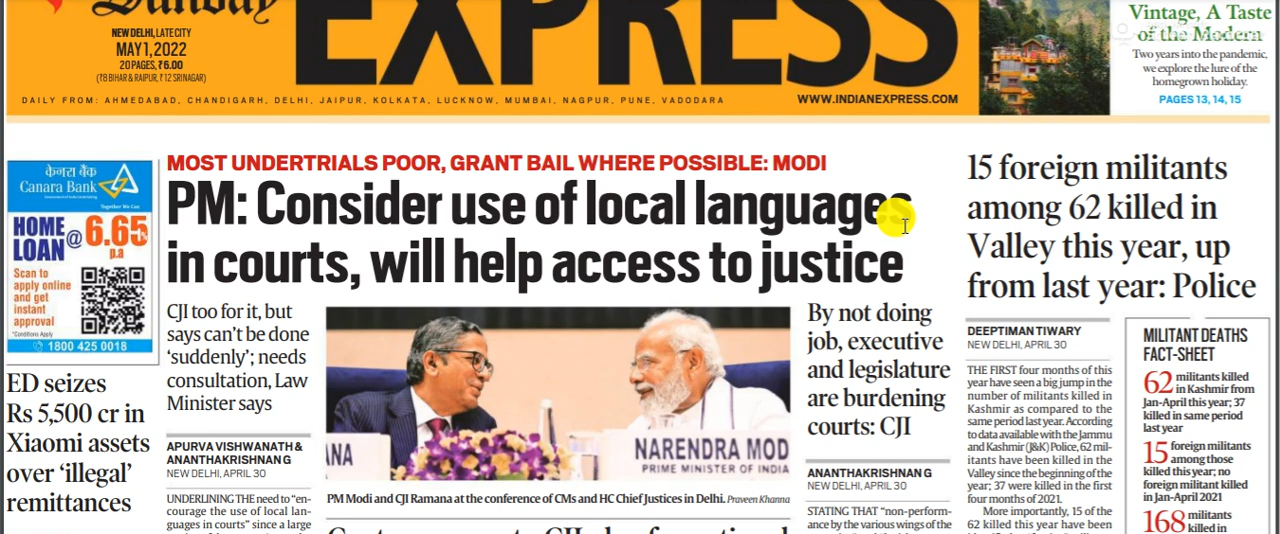 Sunday
EXPRESS
NEW DELHI, LATE CITY
MAY 1, 2022
20 PAGES, ₹6.00
(₹8 BIHAR & RAIPUR, ₹12 SRINAGAR)
DAILY FROM: AHMEDABAD, CHANDIGARH, DELHI, JAIPUR, KOLKATA, LUCKNOW, MUMBAI, NAGPUR, PUNE, VADODARA
WWW.INDIANEXPRESS.COM
Vintage, A Taste
of the Modern
Two years into the pandemic,
we explore the lure of the
homegrown holiday.
PAGES 13, 14, 15
केनरा बैंक
Canara Bank
Together We Can
HOME
LOAN @ 6.65
p.a
Scan to
apply online
and get
instant
approval
*Conditions Apply
1800 425 0018
ED seizes
Rs 5,500 cr in
Xiaomi assets
over ‘illegal’
remittances
MOST UNDERTRIALS POOR, GRANT BAIL WHERE POSSIBLE: MODI
PM: Consider use of local languages
in courts, will help access to justice
CJI too for it, but
says can’t be done
‘suddenly’; needs
consultation, Law
Minister says
APURVA VISHWANATH &
ANANTHAKRISHNAN G
NEW DELHI, APRIL 30
UNDERLINING THE need to “en-
courage the use of local lan-
guages in courts” since a large
ANA
NARENDRA MOD
PRIME MINISTER OF INDIA
PM Modi and CJI Ramana at the conference of CMs and HC Chief Justices in Delhi. Praveen Khanna
By not doing
job, executive
and legislature
are burdening
courts: CJI
ANANTHAKRISHNAN G
NEW DELHI, APRIL 30
STATING THAT “non-perform-
ance by the various wings of the
15 foreign militants
among 62 killed in
Valley this year, up
from last year: Police
DEEPTIMAN TIWARY
NEW DELHI, APRIL 30
THE FIRST four months of this
year have seen a big jump in the
number of militants killed in
Kashmir as compared to the
same period last year. According
to data available with the Jammu
and Kashmir (J&K) Police, 62 mil-
itants have been killed in the
Valley since the beginning of the
year; 37 were killed in the first
four months of 2021.
More importantly, 15 of the
62 killed this year have been
MILITANT DEATHS
FACT-SHEET
62 militants killed
in Kashmir from
Jan-April this year; 37
killed in same period
last year
15 foreign militants
among those
killed this year; no
foreign militant killed
in Jan-April 2021
168 militants
killed in